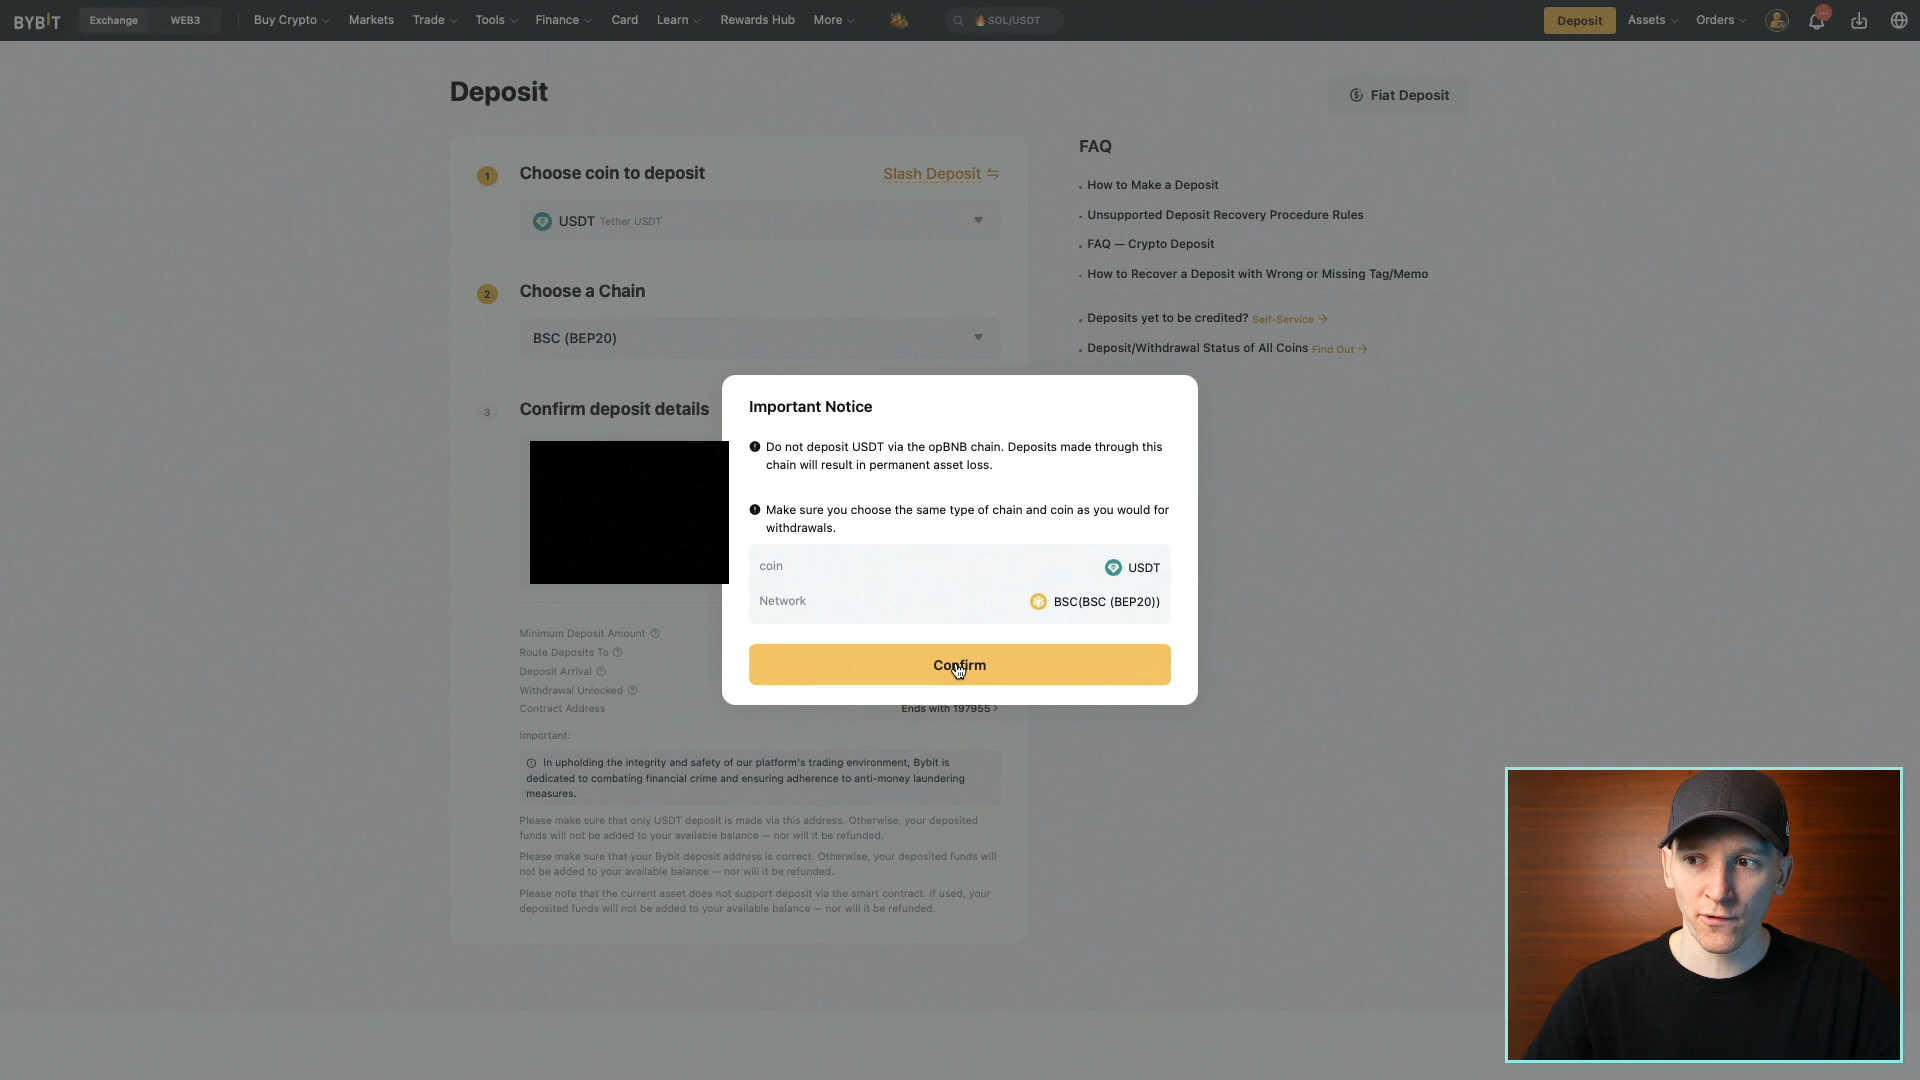 BYBIT
Exchange
WEB3
Buy Crypto
Markets
Trade
Tools
Finance
Card
Learn
Rewards Hub
More
SOL/USDT
Deposit
Assets
Orders
Deposit
Fiat Deposit
1
Choose coin to deposit
Slash Deposit
USDT Tether USDT
2
Choose a Chain
BSC (BEP20)
3
Confirm deposit details
Minimum Deposit Amount
Route Deposits To
Deposit Arrival
Withdrawal Unlocked
Contract Address
Ends with 197955 >
Important:
In upholding the integrity and safety of our platform's trading environment, Bybit is
dedicated to combating financial crime and ensuring adherence to anti-money laundering
measures.
Please make sure that only USDT deposit is made via this address. Otherwise, your deposited
funds will not be added to your available balance — nor will it be refunded.
Please make sure that your Bybit deposit address is correct. Otherwise, your deposited funds will
not be added to your available balance — nor will it be refunded.
Please note that the current asset does not support deposit via the smart contract. If used, your
deposited funds will not be added to your available balance — nor will it be refunded.
FAQ
How to Make a Deposit
Unsupported Deposit Recovery Procedure Rules
FAQ — Crypto Deposit
How to Recover a Deposit with Wrong or Missing Tag/Memo
Deposits yet to be credited? Self-Service →
Deposit/Withdrawal Status of All Coins Find Out →
Important Notice
Do not deposit USDT via the opBNB chain. Deposits made through this
chain will result in permanent asset loss.
Make sure you choose the same type of chain and coin as you would for
withdrawals.
coin
USDT
Network
BSC(BSC (BEP20))
Confirm